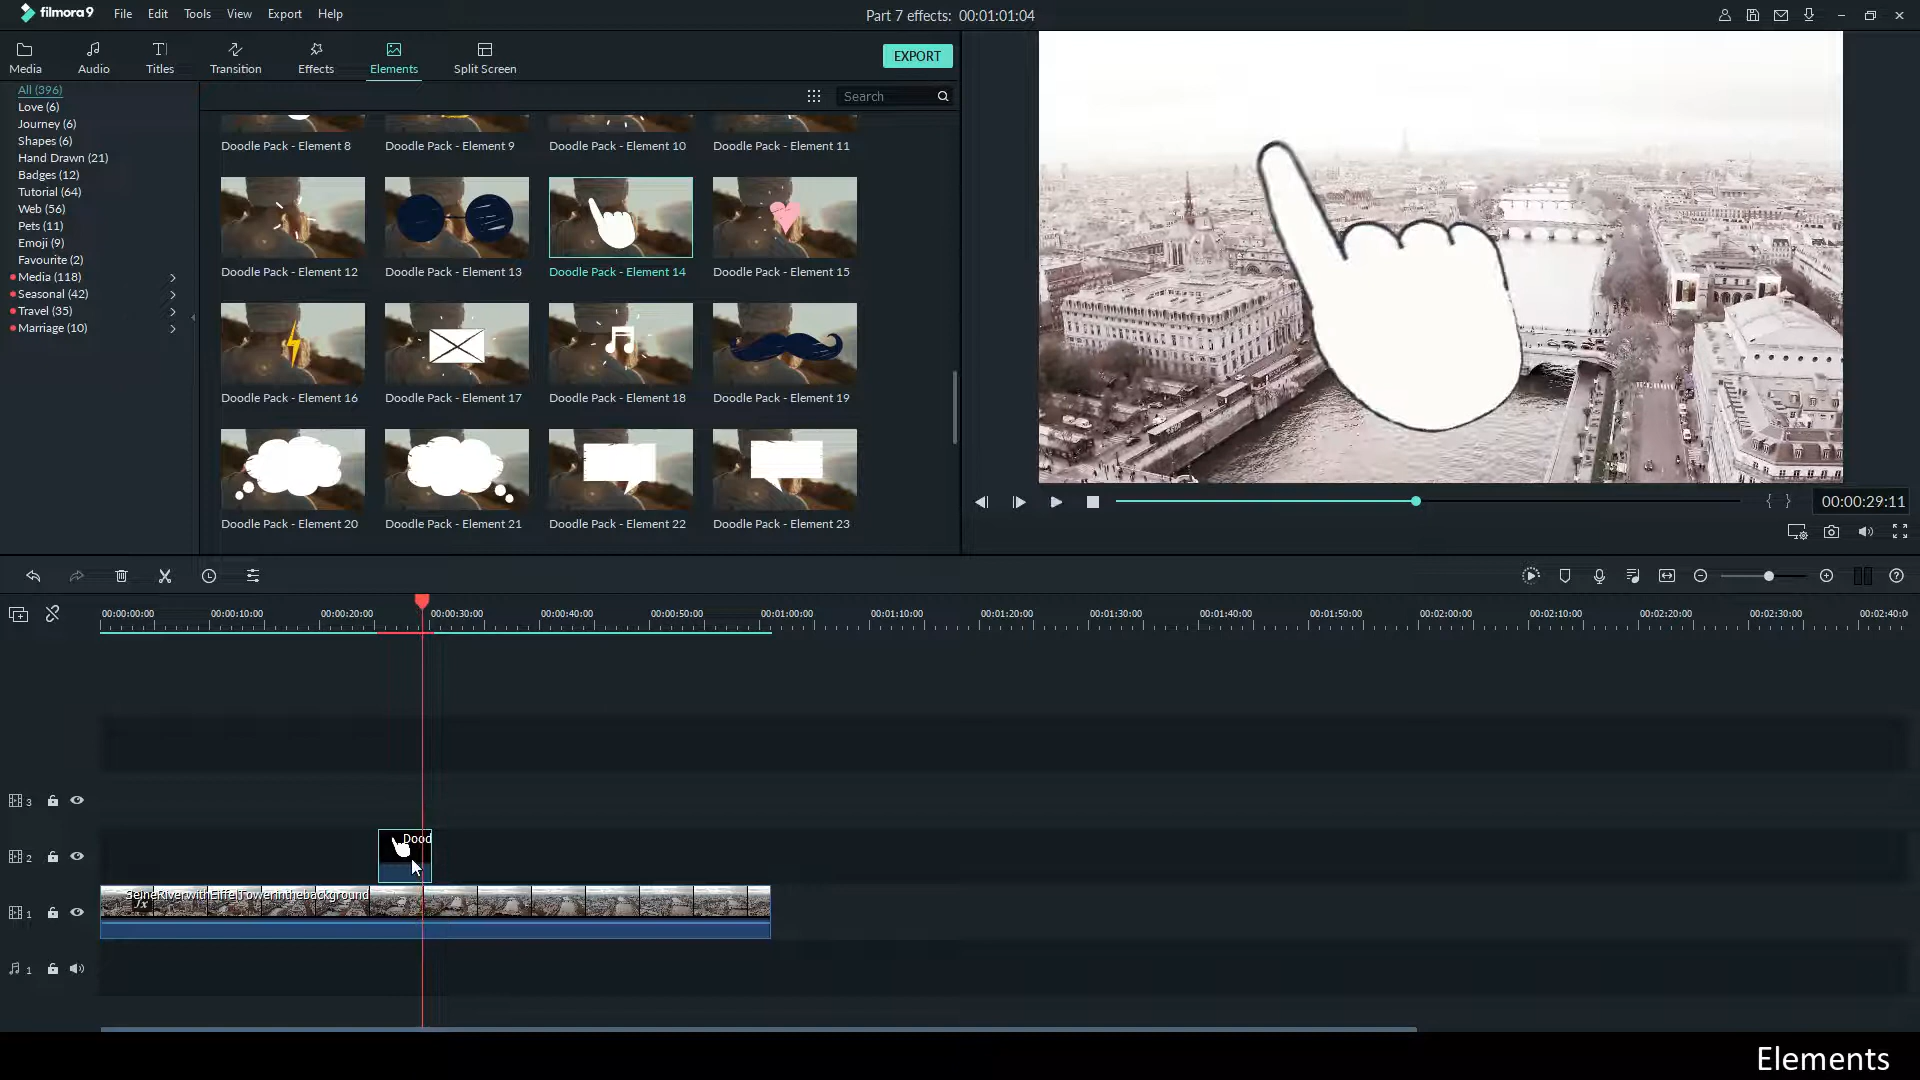 filmora9 File Edit Tools View Export Help Part 7 effects: 00:01:01:04
Media Audio Titles Transition Effects Elements Split Screen EXPORT
All (396)
Love (6)
Journey (6)
Shapes (6)
Hand Drawn (21)
Badges (12)
Tutorial (64)
Web (56)
Pets (11)
Emoji (9)
Favourite (2)
Media (118)
Seasonal (42)
Travel (35)
Marriage (10)
Search
Doodle Pack - Element 8 Doodle Pack - Element 9 Doodle Pack - Element 10 Doodle Pack - Element 11
Doodle Pack - Element 12 Doodle Pack - Element 13 Doodle Pack - Element 14 Doodle Pack - Element 15
Doodle Pack - Element 16 Doodle Pack - Element 17 Doodle Pack - Element 18 Doodle Pack - Element 19
Doodle Pack - Element 20 Doodle Pack - Element 21 Doodle Pack - Element 22 Doodle Pack - Element 23
{ } 00:00:29:11
00:00:00:00 00:00:10:00 00:00:20:00 00:00:30:00 00:00:40:00 00:00:50:00 00:01:00:00 00:01:10:00 00:01:20:00 00:01:30:00 00:01:40:00 00:01:50:00 00:02:00:00 00:02:10:00 00:02:20:00 00:02:30:00 00:02:40:0
3
Dood
2
SeineRiverwithEiffelTowerinthebackground
fx
1
1
Elements